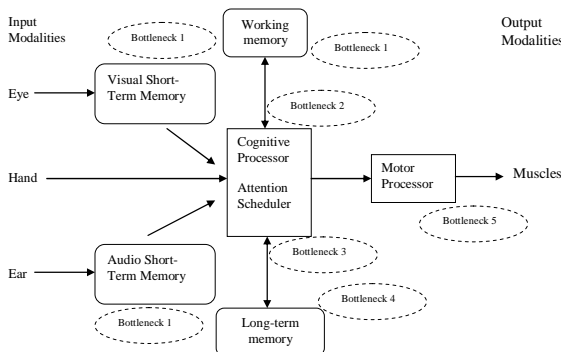 Input
Modalities
Bottleneck 1
Working
memory
Bottleneck 1
Output
Modalities
Eye
Visual Short-
Term Memory
Bottleneck 2
Hand
Cognitive
Processor
Attention
Scheduler
Motor
Processor
Muscles
Bottleneck 5
Ear
Audio Short-
Term Memory
Bottleneck 3
Bottleneck 1
Bottleneck 4
Long-term
memory